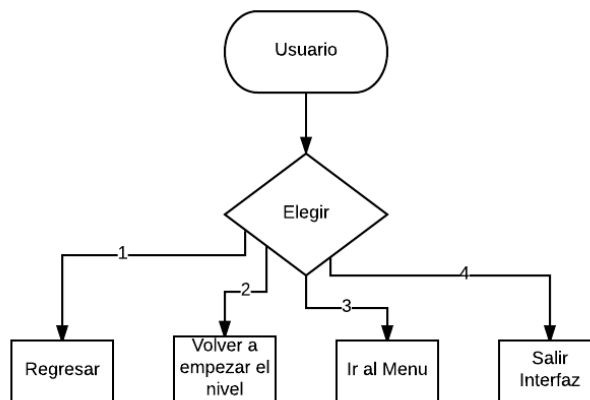 Usuario
Elegir
1
2
3
4
Regresar
Volver a
empezar el
nivel
Ir al Menu
Salir
Interfaz